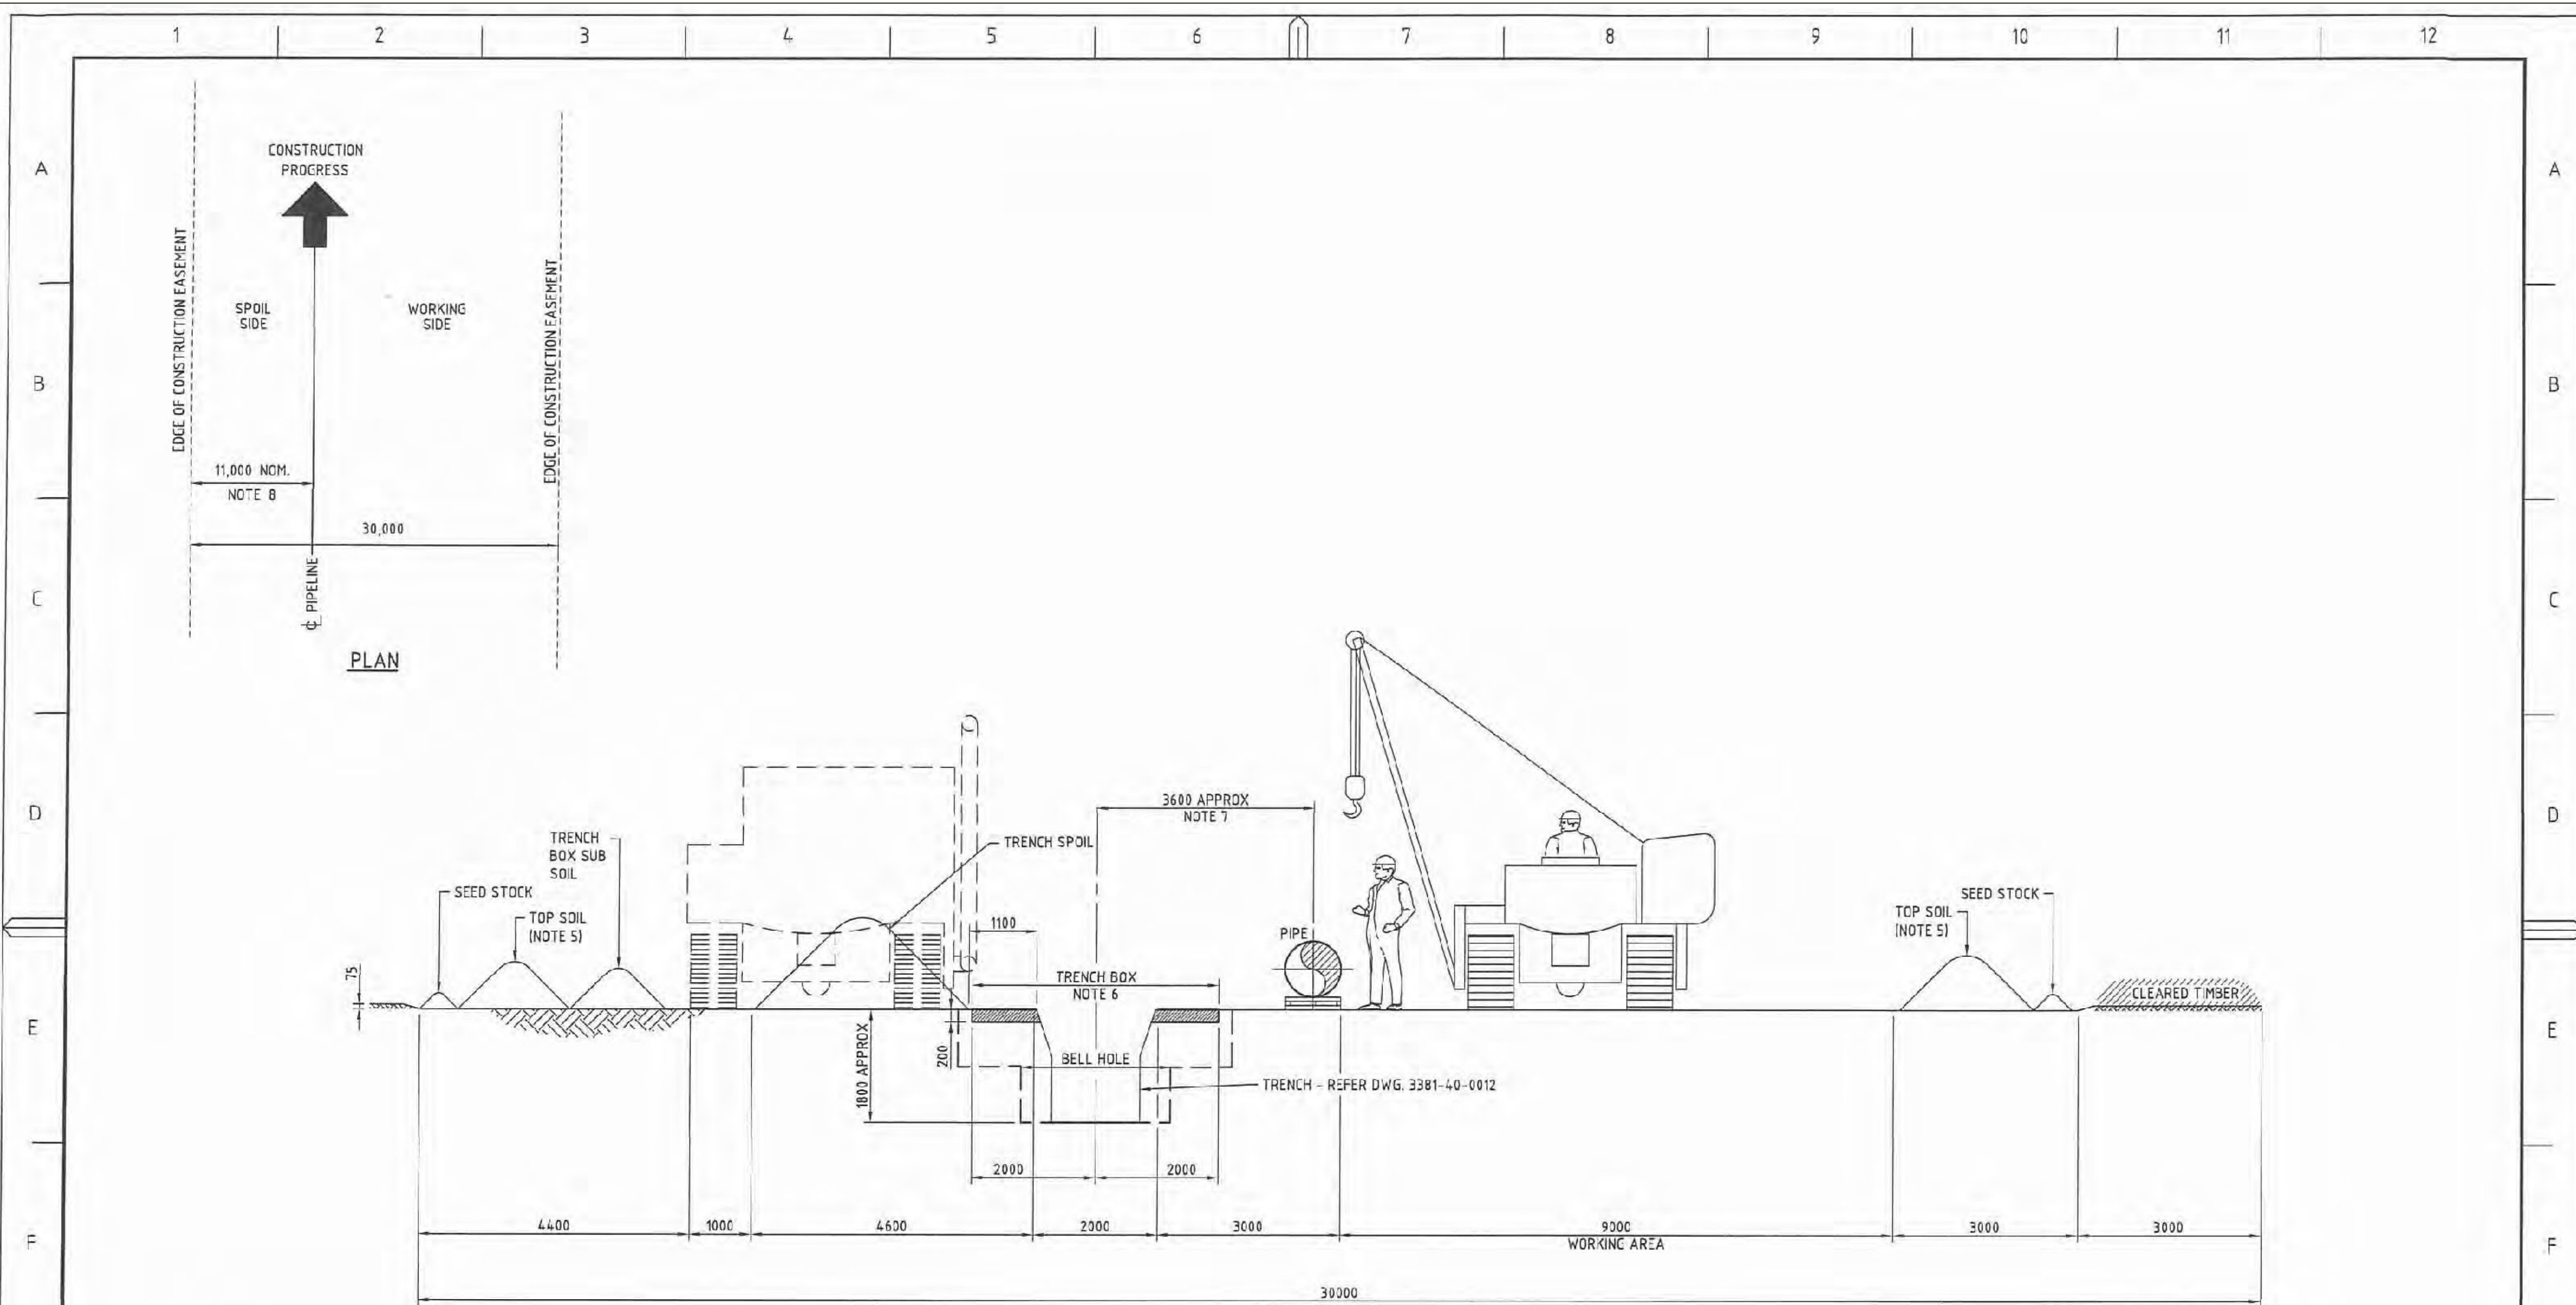 1 2 3 4 5 6 7 8 9 10 11 12
A
A
B
B
C
C
D
D
E
E
F
F
CONSTRUCTION
PROGRESS
EDGE OF CONSTRUCTION EASEMENT
SPOIL
SIDE
WORKING
SIDE
EDGE OF CONSTRUCTION EASEMENT
11,000 NOM.
NOTE 8
30,000
℄ PIPELINE
PLAN
3600 APPROX
NOTE 7
TRENCH
BOX SUB
SOIL
TRENCH SPOIL
SEED STOCK
TOP SOIL
(NOTE 5)
1100
PIPE
SEED STOCK
TOP SOIL
(NOTE 5)
75
TRENCH BOX
NOTE 6
CLEARED TIMBER
1800 APPROX
200
BELL HOLE
TRENCH - REFER DWG. 3381-40-0012
2000
2000
4400
1000
4600
2000
3000
9000
WORKING AREA
3000
3000
30000